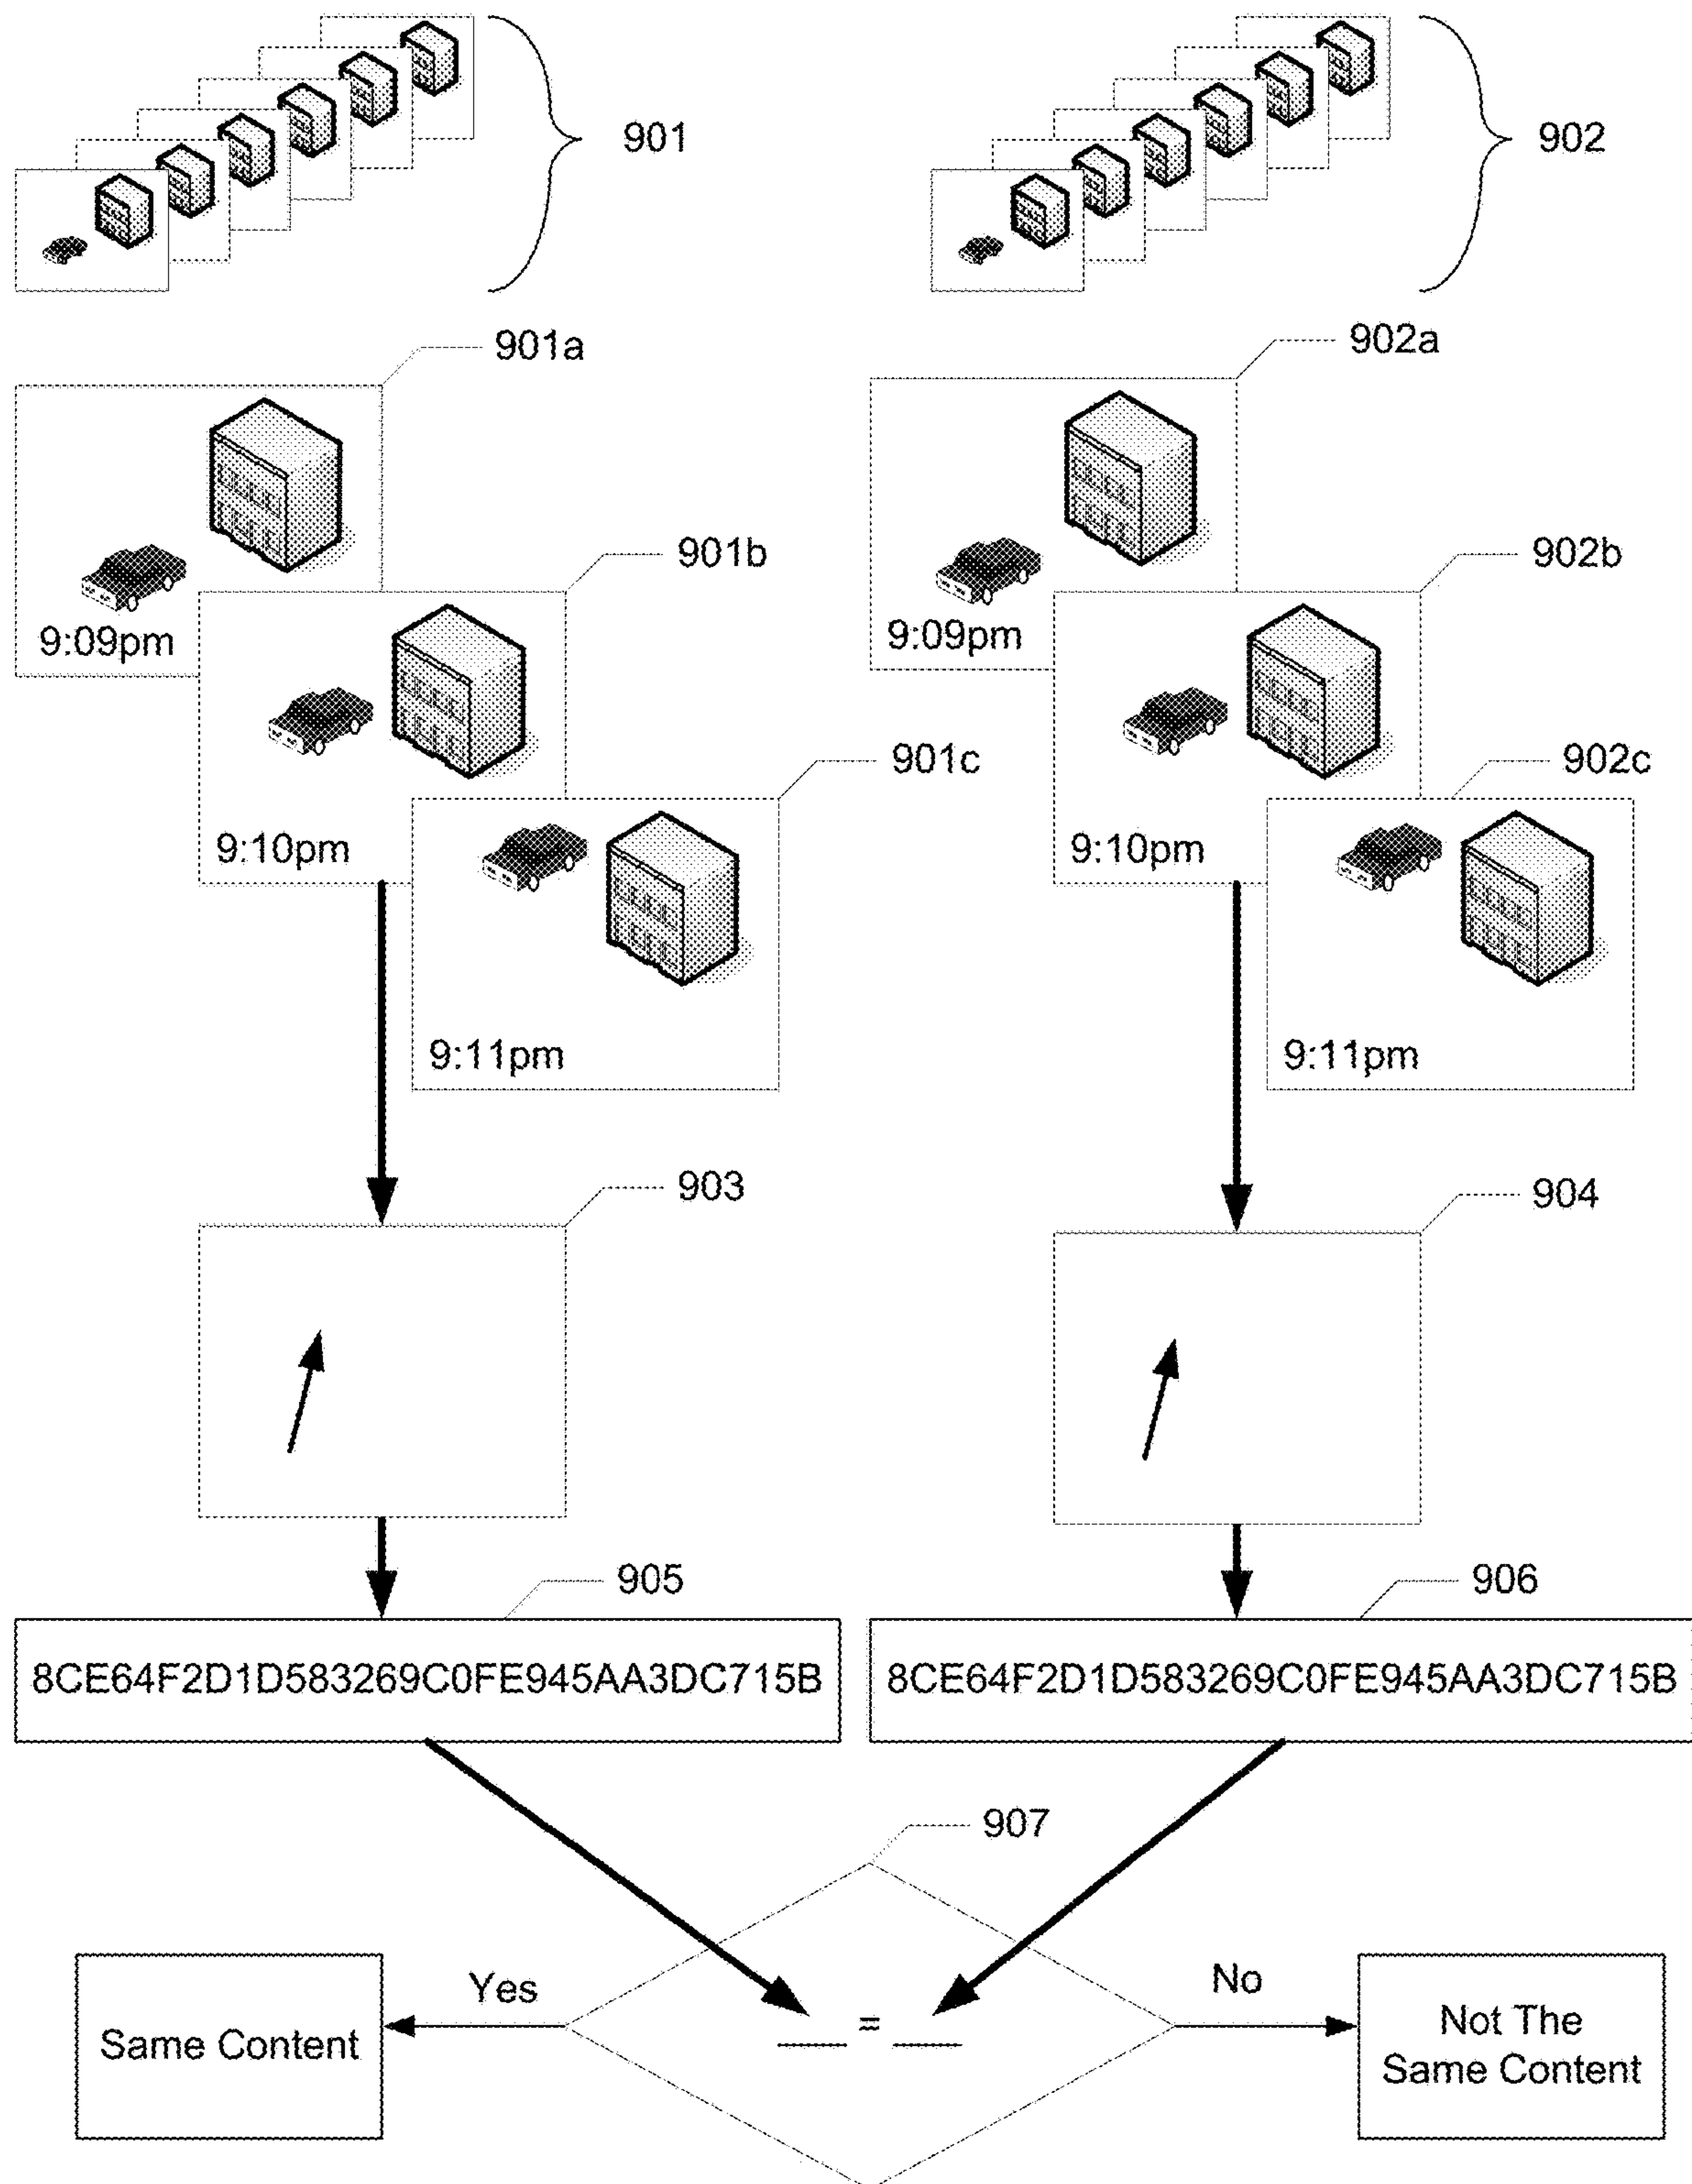 901
902
901a
902a
901b
902b
9:09pm
9:09pm
901c
902c
9:10pm
9:10pm
9:11pm
9:11pm
903
904
905
906
8CE64F2D1D583269C0FE945AA3DC715B
8CE64F2D1D583269C0FE945AA3DC715B
907
Yes
No
=
Same Content
Not The
Same Content